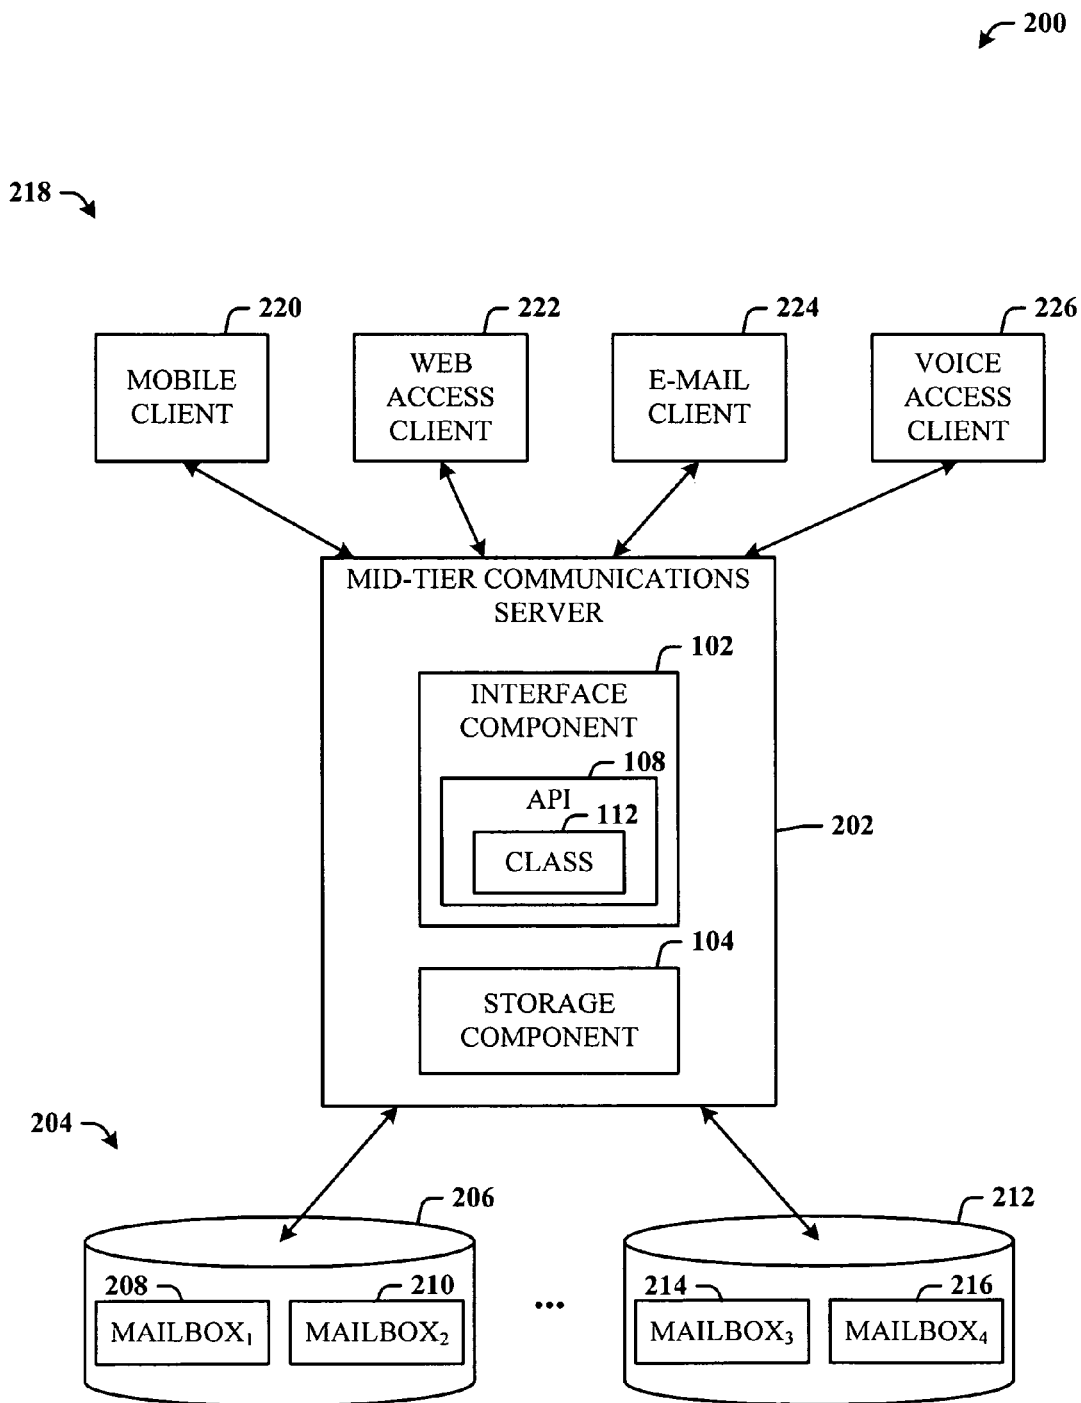 200
218
220
222
224
226
MOBILE
CLIENT
WEB
ACCESS
CLIENT
E-MAIL
CLIENT
VOICE
ACCESS
CLIENT
MID-TIER COMMUNICATIONS
SERVER
102
INTERFACE
COMPONENT
108
API
112
CLASS
202
104
STORAGE
COMPONENT
204
206
212
208
210
214
216
MAILBOX₁
MAILBOX₂
...
MAILBOX₃
MAILBOX₄